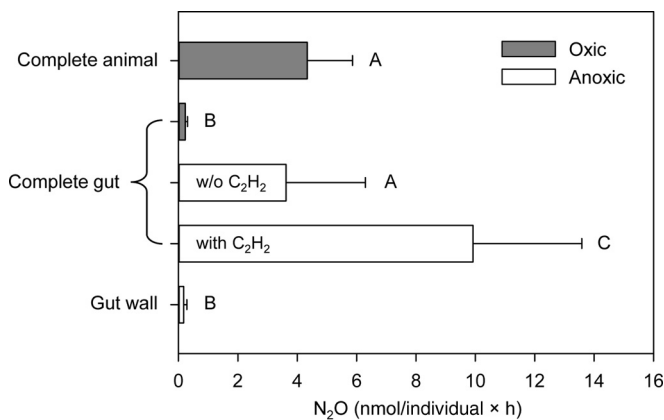 Complete animal
A
Oxic
Anoxic
B
Complete gut
w/o C₂H₂
A
with C₂H₂
C
Gut wall
B
0 2 4 6 8 10 12 14 16
N₂O (nmol/individual × h)